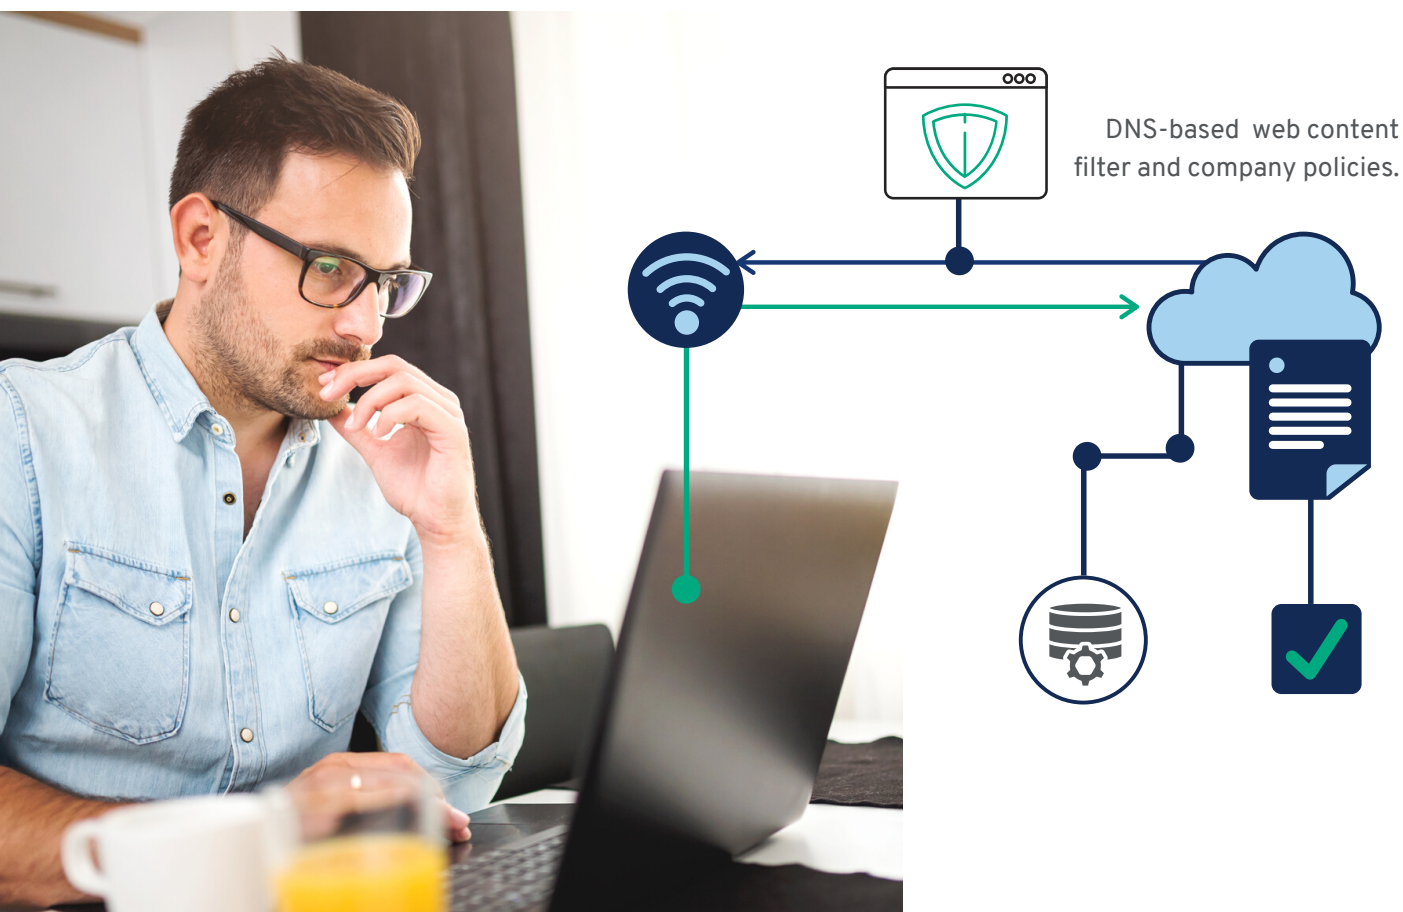 DNS-based web content
filter and company policies.